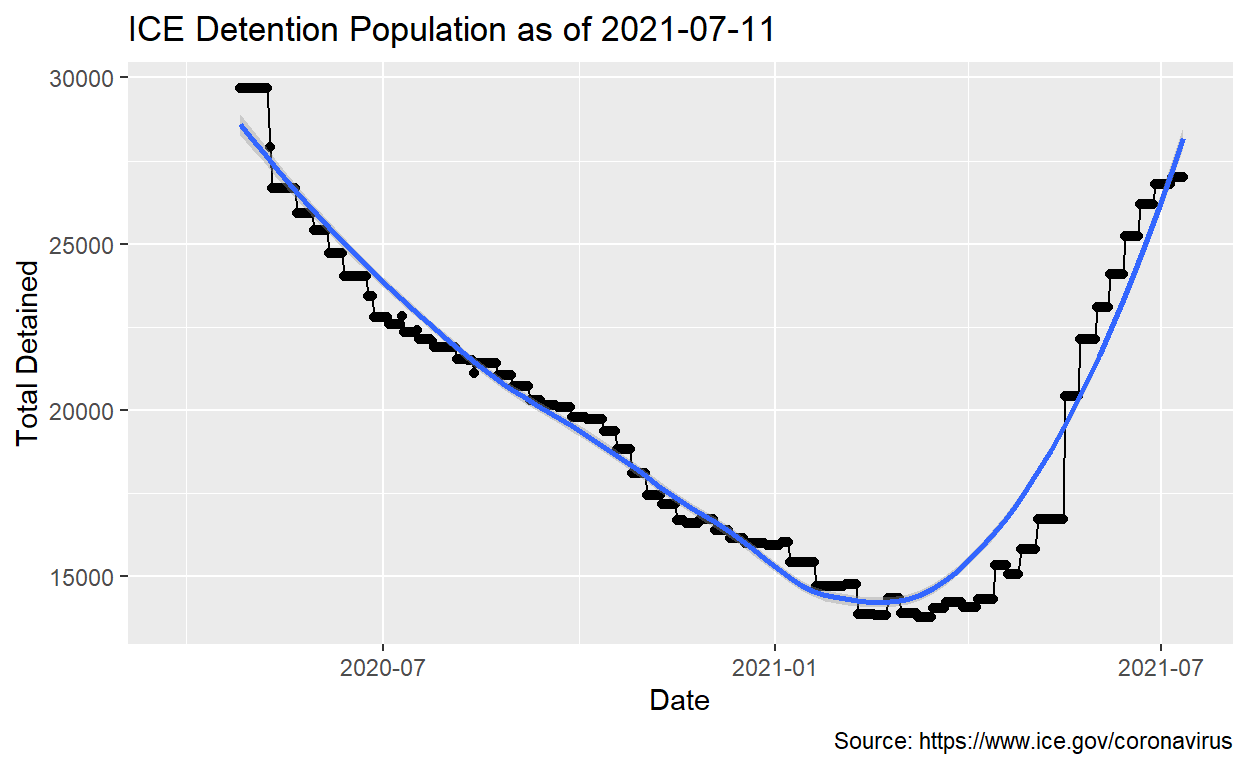 ICE Detention Population as of 2021-07-11
30000
25000
20000
15000
Total Detained
2020-07
2021-01
2021-07
Date
Source: https://www.ice.gov/coronavirus